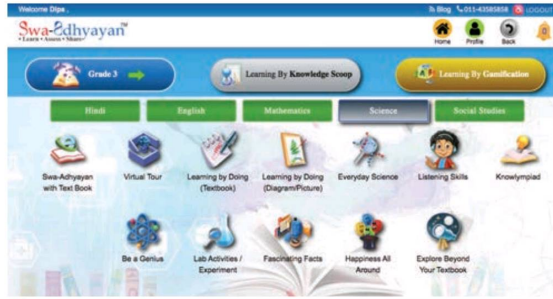 Welcome Dipa ,
Blog 011-43585858 LOGOUT
Swa-Adhyayan™
• Learn • Assess • Share
Home Profile Back
Grade 3
Learning By Knowledge Scoop
Learning By Gamification
Hindi English Mathematics Science Social Studies
Swa-Adhyayan with Text Book
Virtual Tour
Learning by Doing (Textbook)
Learning by Doing (Diagram/Picture)
Everyday Science
Listening Skills
Knowlympiad
Be a Genius
Lab Activities / Experiment
Fascinating Facts
Happiness All Around
Explore Beyond Your Textbook